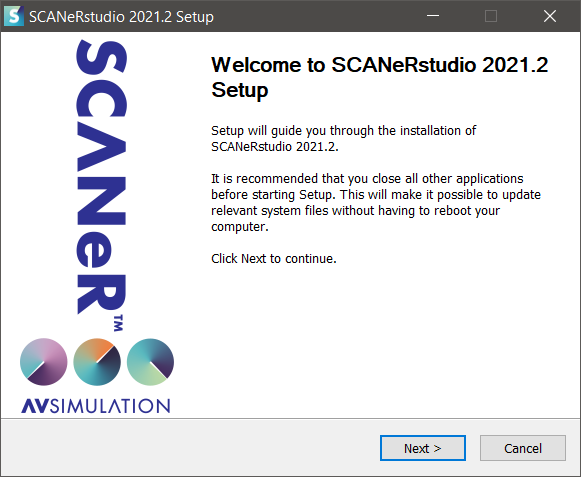 SCANeRstudio 2021.2 Setup
SCANeR™
AVSIMULATION
Welcome to SCANeRstudio 2021.2
Setup
Setup will guide you through the installation of
SCANeRstudio 2021.2.
It is recommended that you close all other applications
before starting Setup. This will make it possible to update
relevant system files without having to reboot your
computer.
Click Next to continue.
Next >
Cancel